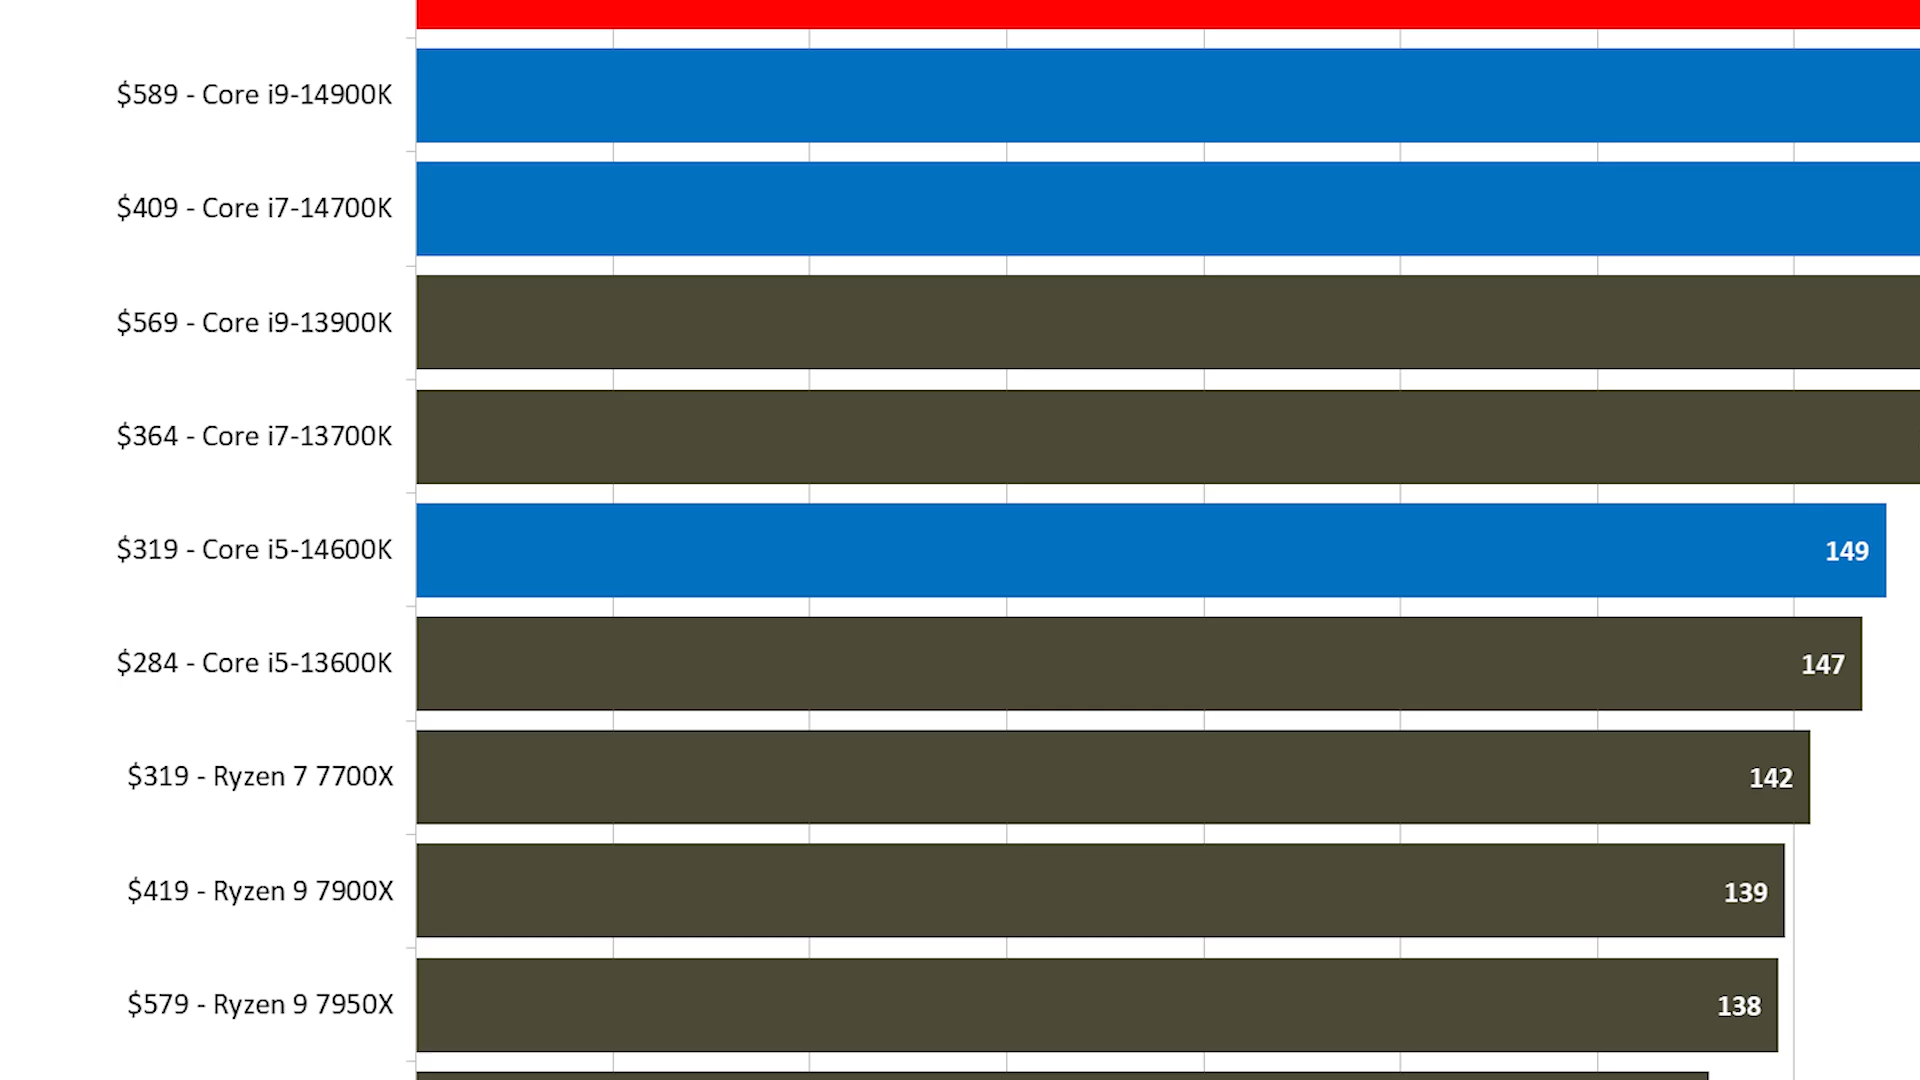 $589 - Core i9-14900K
$409 - Core i7-14700K
$569 - Core i9-13900K
$364 - Core i7-13700K
$319 - Core i5-14600K 149
$284 - Core i5-13600K 147
$319 - Ryzen 7 7700X 142
$419 - Ryzen 9 7900X 139
$579 - Ryzen 9 7950X 138